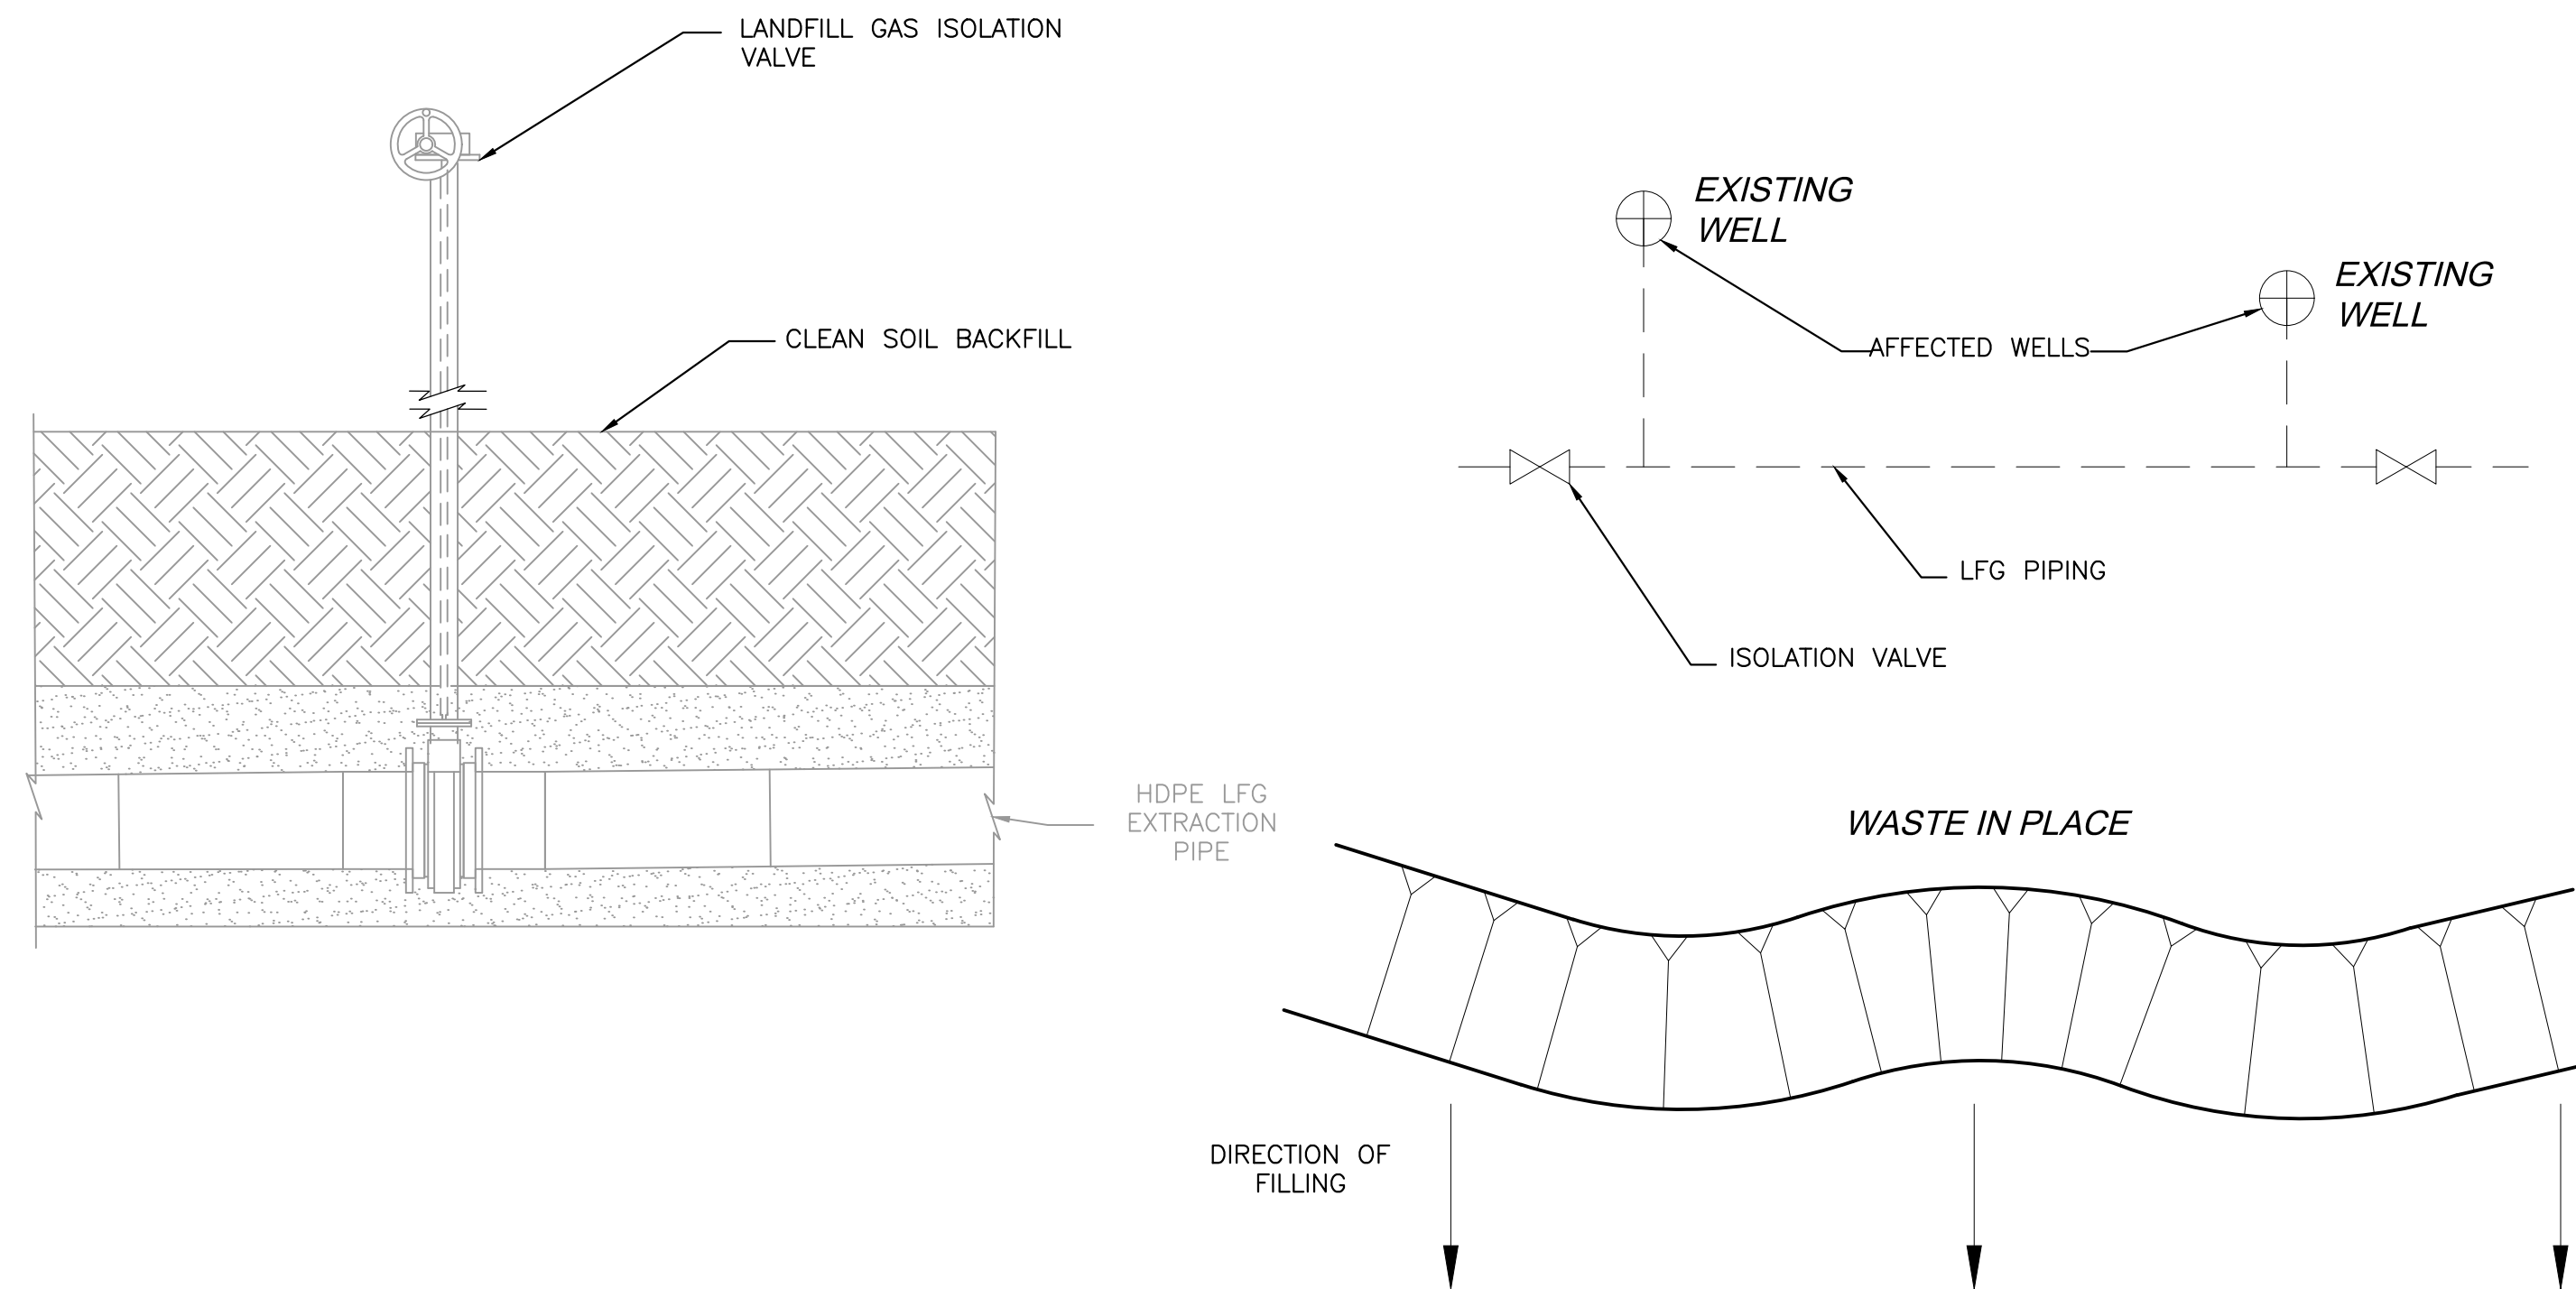 LANDFILL GAS ISOLATION
VALVE
CLEAN SOIL BACKFILL
HDPE LFG
EXTRACTION
PIPE
EXISTING
WELL
EXISTING
WELL
AFFECTED WELLS
LFG PIPING
ISOLATION VALVE
WASTE IN PLACE
DIRECTION OF
FILLING